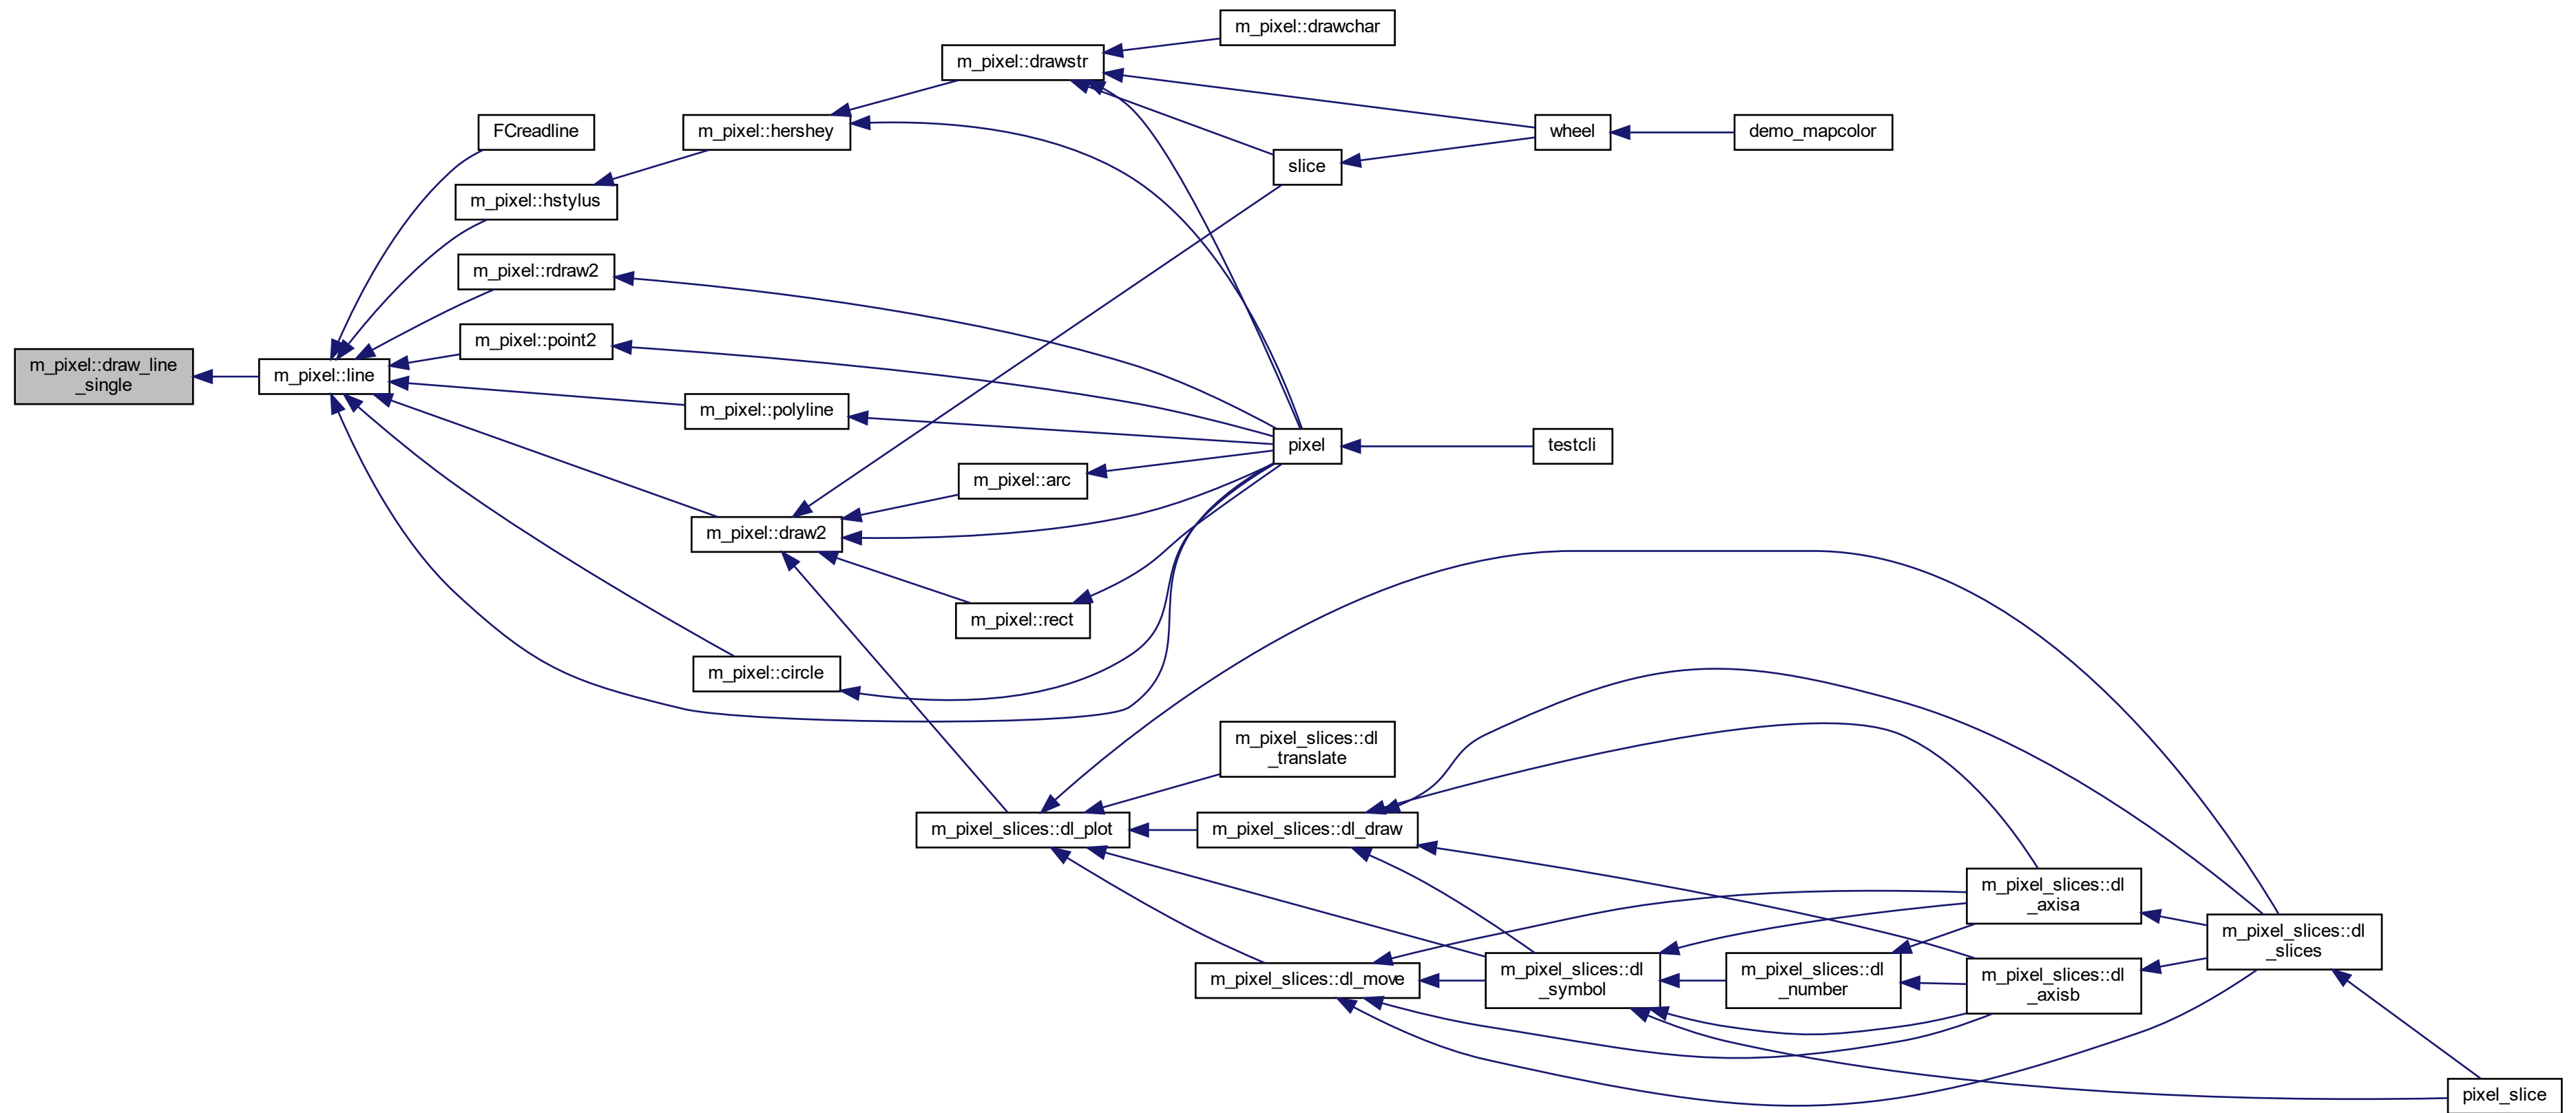 m_pixel::drawchar
m_pixel::drawstr
FCreadline
m_pixel::hershey
wheel
demo_mapcolor
slice
m_pixel::hstylus
m_pixel::rdraw2
m_pixel::point2
m_pixel::draw_line
_single
m_pixel::line
m_pixel::polyline
pixel
testcli
m_pixel::arc
m_pixel::draw2
m_pixel::rect
m_pixel::circle
m_pixel_slices::dl
_translate
m_pixel_slices::dl_plot
m_pixel_slices::dl_draw
m_pixel_slices::dl
_axisa
m_pixel_slices::dl
_slices
m_pixel_slices::dl_move
m_pixel_slices::dl
_symbol
m_pixel_slices::dl
_number
m_pixel_slices::dl
_axisb
pixel_slice